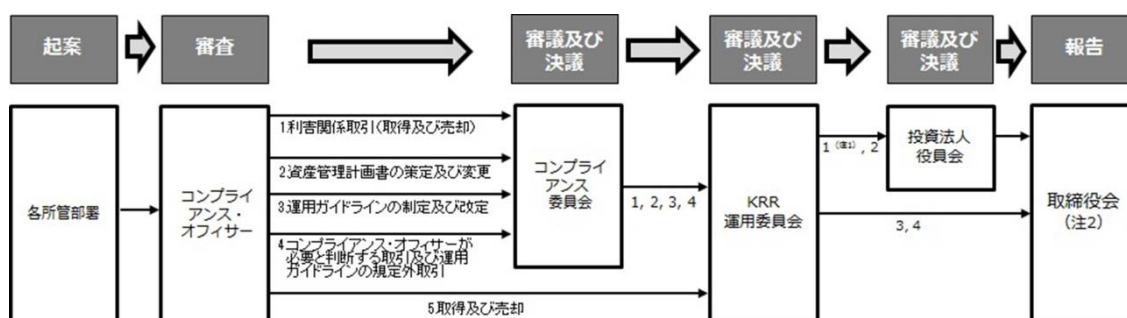 起案
審査
審議及び
決議
審議及び
決議
審議及び
決議
報告
各所管部署
コンプライ
アンス・
オフィサー
1利害関係取引（取得及び売却）
2資産管理計画書の策定及び変更
3運用ガイドラインの制定及び改定
4コンプライアンス・オフィサーが
必要と判断する取引及び運用
ガイドラインの規定外取引
5取得及び売却
コンプライ
アンス
委員会
1, 2, 3, 4
KRR
運用委員会
1（注1）, 2
投資法人
役員会
3, 4
取締役会
（注2）